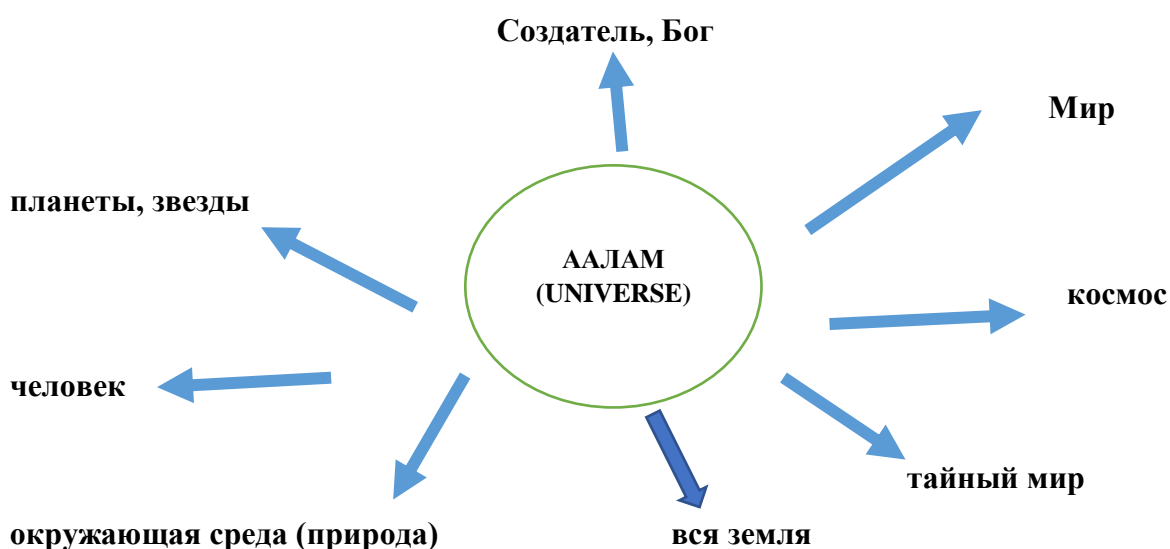 Создатель, Бог
Мир
планеты, звезды
ААЛАМ
(UNIVERSE)
космос
человек
тайный мир
окружающая среда (природа)
вся земля